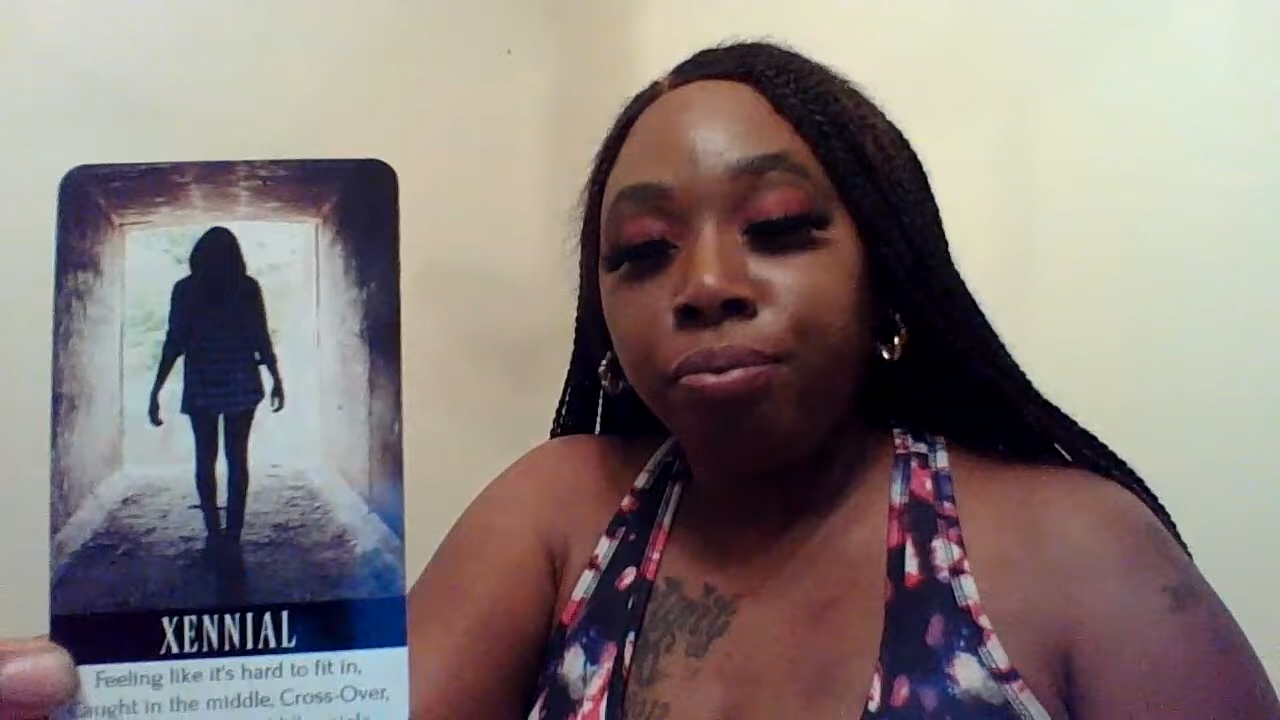 XENNIAL
Feeling like it's hard to fit in,
Caught in the middle, Cross-Over,